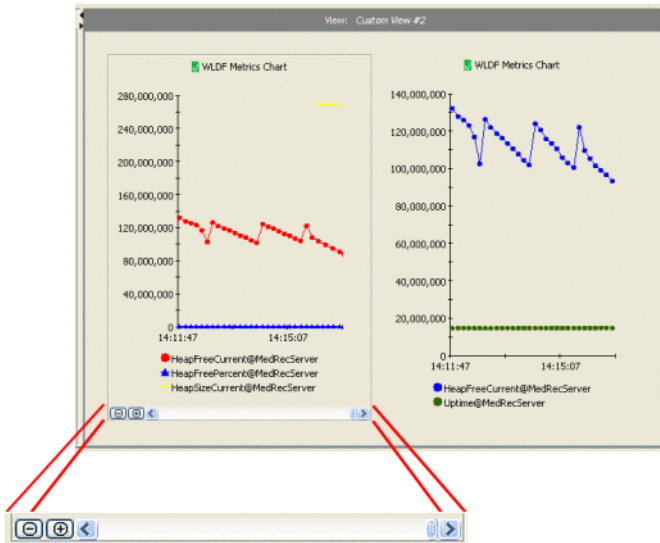 View: Custom View #2
WLDF Metrics Chart
280,000,000
240,000,000
200,000,000
160,000,000
120,000,000
80,000,000
40,000,000
0
14:11:47
14:15:07
HeapFreeCurrent@MedRecServer
HeapFreePercent@MedRecServer
HeapSizeCurrent@MedRecServer
WLDF Metrics Chart
140,000,000
120,000,000
100,000,000
80,000,000
60,000,000
40,000,000
20,000,000
0
14:11:47
14:15:07
HeapFreeCurrent@MedRecServer
Uptime@MedRecServer